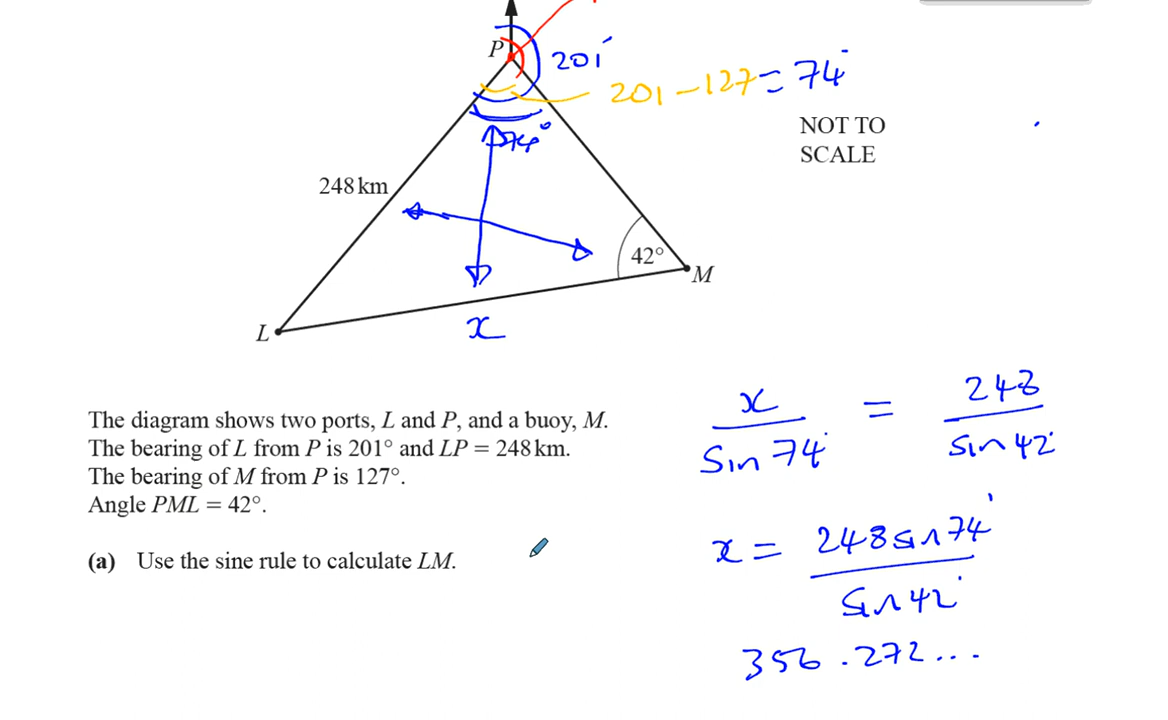 P
201°
201 - 127 = 74°
NOT TO
SCALE
74°
248 km
42°
M
L
x
The diagram shows two ports, L and P, and a buoy, M.
The bearing of L from P is 201° and LP = 248 km.
The bearing of M from P is 127°.
Angle PML = 42°.
(a) Use the sine rule to calculate LM.
x / sin 74° = 248 / sin 42°
x = 248 sin 74° / sin 42°
356.272...